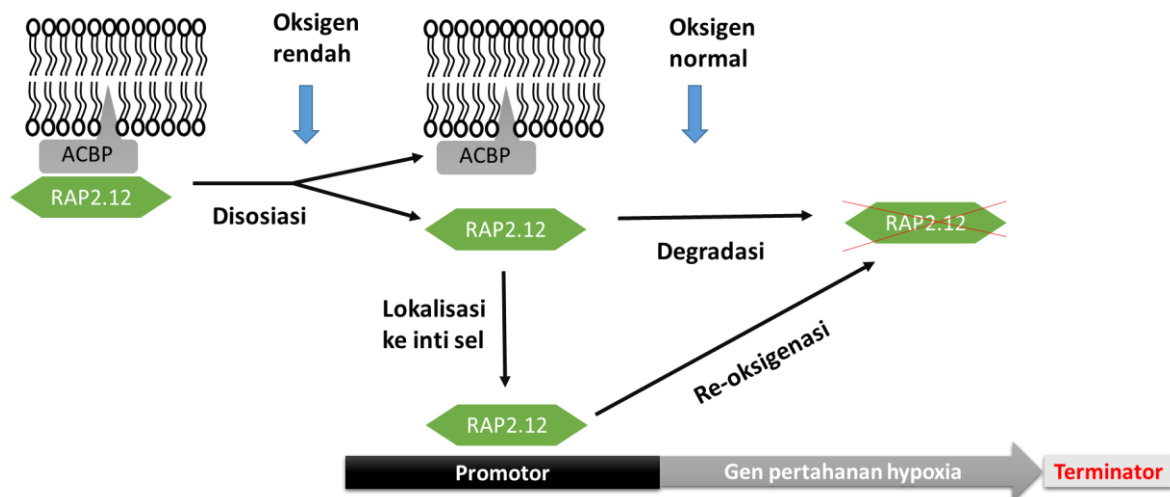 Oksigen
rendah
Oksigen
normal
ACBP
RAP2.12
Disosiasi
ACBP
RAP2.12
Degradasi
RAP2.12
Lokalisasi
ke inti sel
Re-oksigenasi
RAP2.12
Promotor
Gen pertahanan hypoxia
Terminator